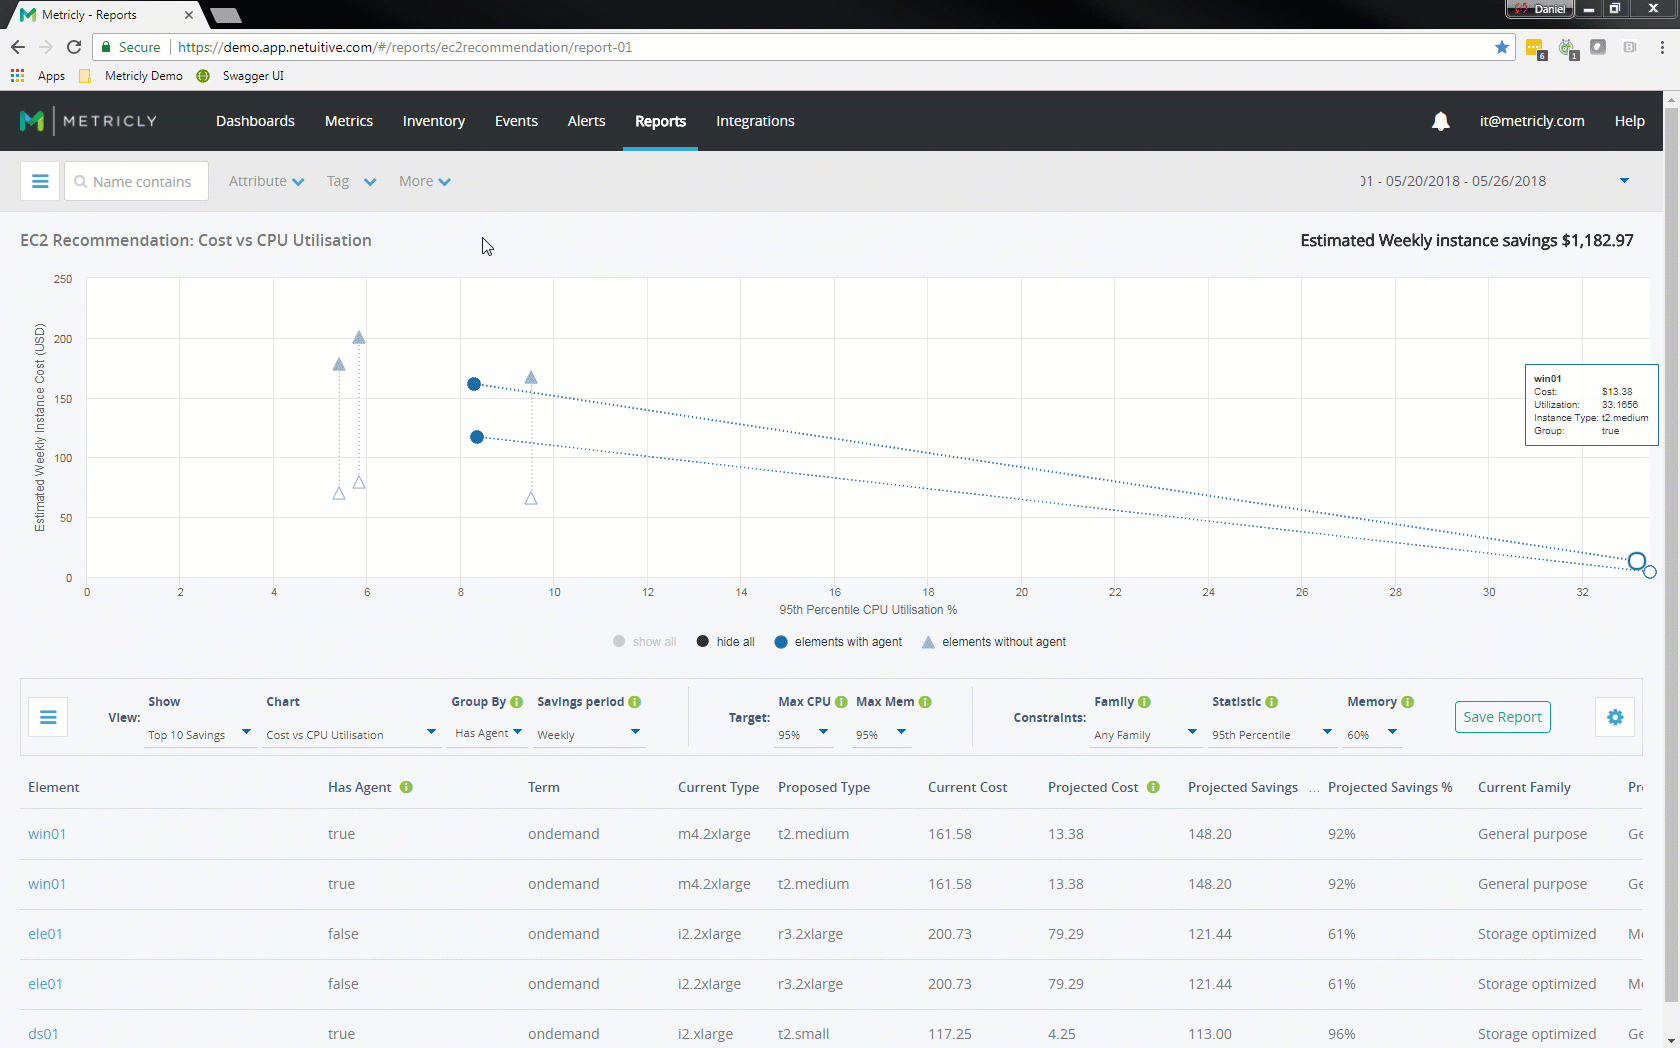 Metricly - Reports
Daniel
Secure
https://demo.app.netuitive.com/#/reports/ec2recommendation/report-01
6
1
B
Apps
Metricly Demo
Swagger UI
METRICLY
Dashboards
Metrics
Inventory
Events
Alerts
Reports
Integrations
it@metricly.com
Help
Name contains
Attribute
Tag
More
01 - 05/20/2018 - 05/26/2018
EC2 Recommendation: Cost vs CPU Utilisation
Estimated Weekly instance savings $1,182.97
Estimated Weekly Instance Cost (USD)
250
200
150
100
50
0
win01
Cost: $13.38
Utilization: 33.1656
Instance Type: t2.medium
Group: true
0 2 4 6 8 10 12 14 16 18 20 22 24 26 28 30 32
95th Percentile CPU Utilisation %
show all
hide all
elements with agent
elements without agent
View:
Show
Top 10 Savings
Chart
Cost vs CPU Utilisation
Group By
Has Agent
Savings period
Weekly
Target:
Max CPU
95%
Max Mem
95%
Constraints:
Family
Any Family
Statistic
95th Percentile
Memory
60%
Save Report
Element Has Agent Term Current Type Proposed Type Current Cost Projected Cost Projected Savings ... Projected Savings % Current Family Pr
win01 true ondemand m4.2xlarge t2.medium 161.58 13.38 148.20 92% General purpose Ge
win01 true ondemand m4.2xlarge t2.medium 161.58 13.38 148.20 92% General purpose Ge
ele01 false ondemand i2.2xlarge r3.2xlarge 200.73 79.29 121.44 61% Storage optimized Me
ele01 false ondemand i2.2xlarge r3.2xlarge 200.73 79.29 121.44 61% Storage optimized Me
ds01 true ondemand i2.xlarge t2.small 117.25 4.25 113.00 96% Storage optimized Ge